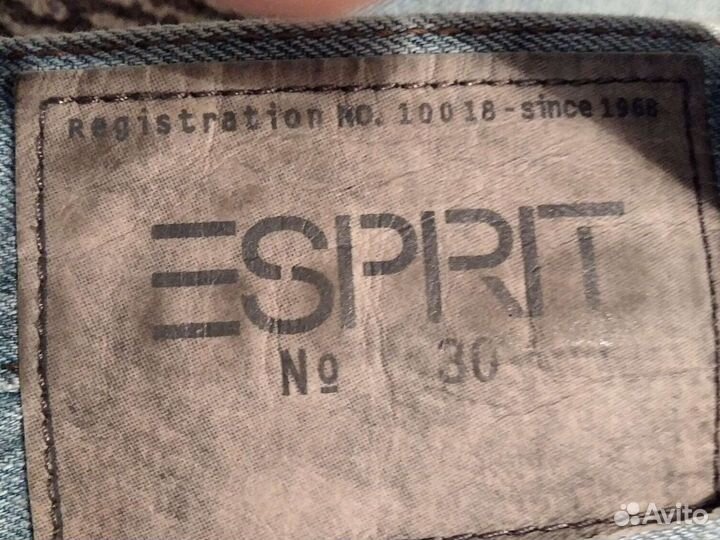 Registration NO. 10018-since 1968
ESPRIT
Nº 30
Avito